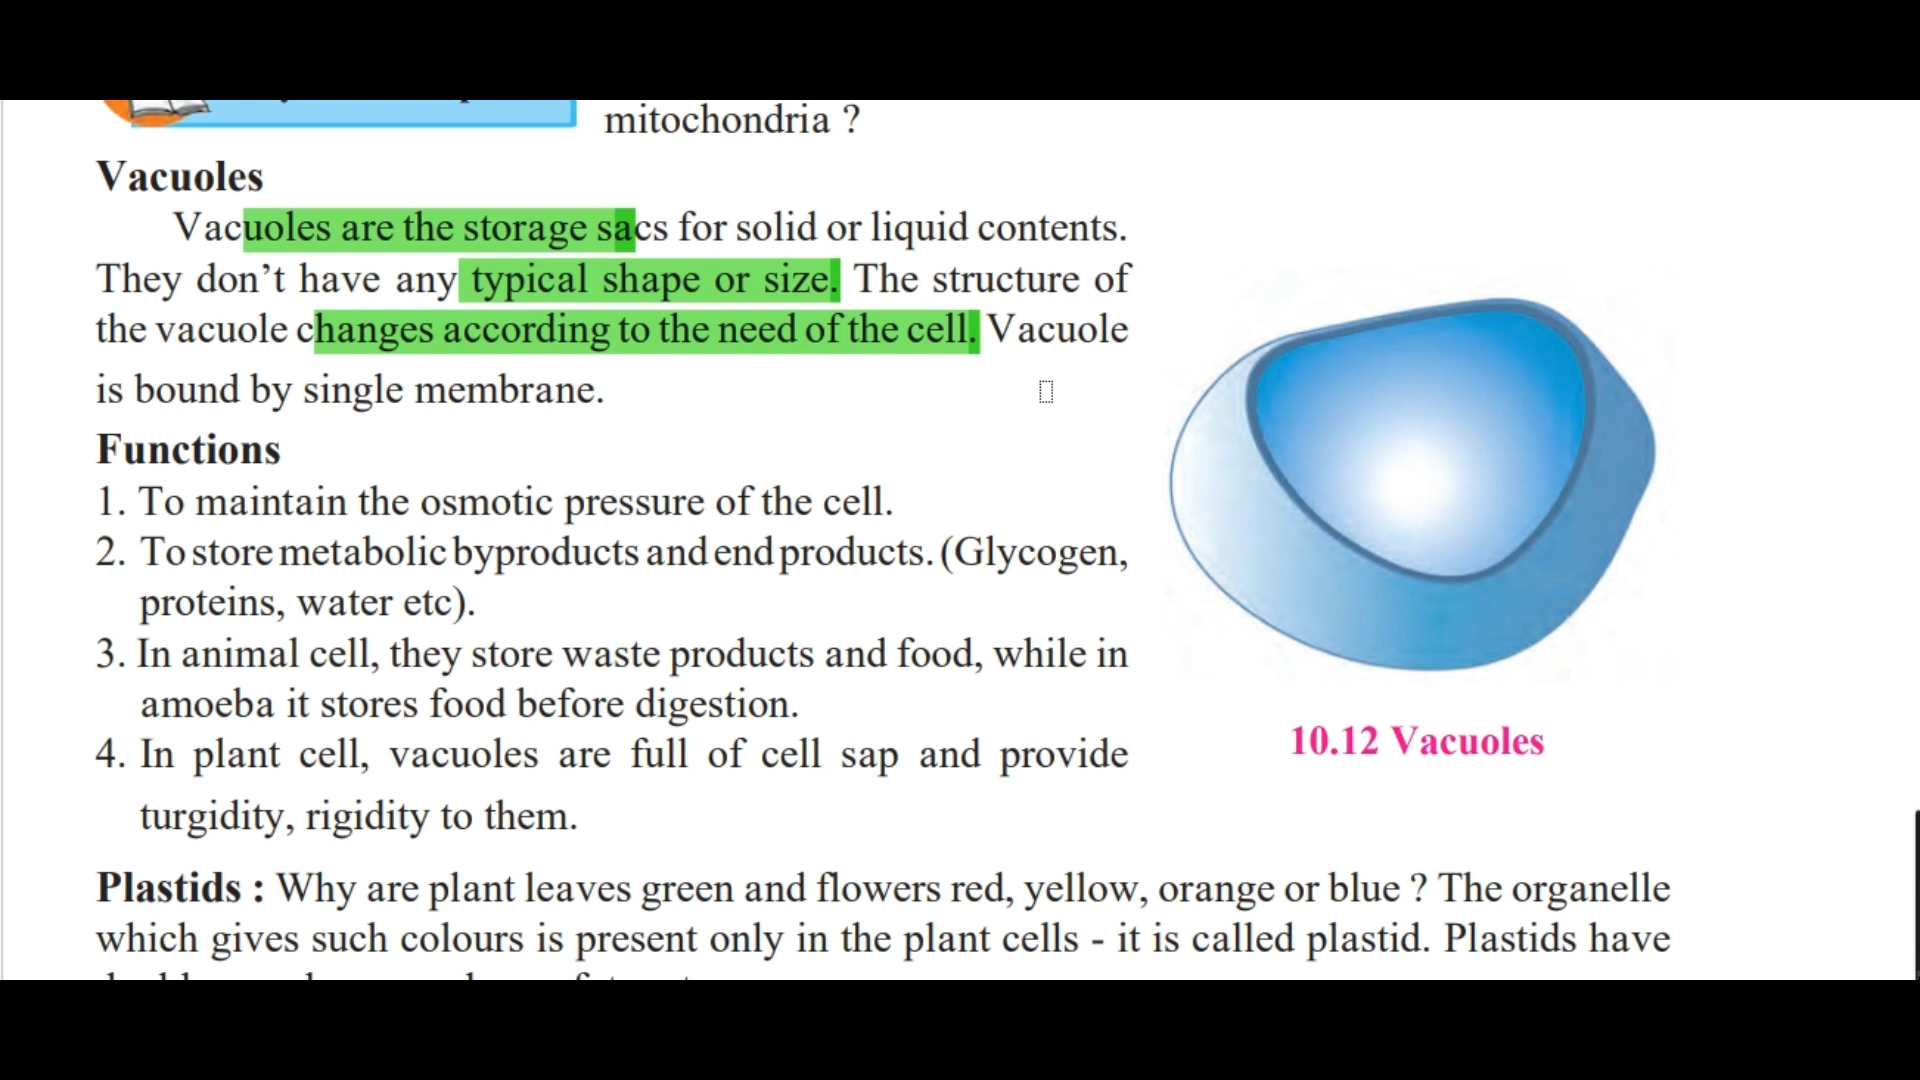 mitochondria ?
Vacuoles
Vacuoles are the storage sacs for solid or liquid contents.
They don’t have any typical shape or size. The structure of
the vacuole changes according to the need of the cell. Vacuole
is bound by single membrane.
Functions
1. To maintain the osmotic pressure of the cell.
2. To store metabolic byproducts and end products. (Glycogen,
proteins, water etc).
3. In animal cell, they store waste products and food, while in
amoeba it stores food before digestion.
4. In plant cell, vacuoles are full of cell sap and provide
turgidity, rigidity to them.
10.12 Vacuoles
Plastids : Why are plant leaves green and flowers red, yellow, orange or blue ? The organelle
which gives such colours is present only in the plant cells - it is called plastid. Plastids have